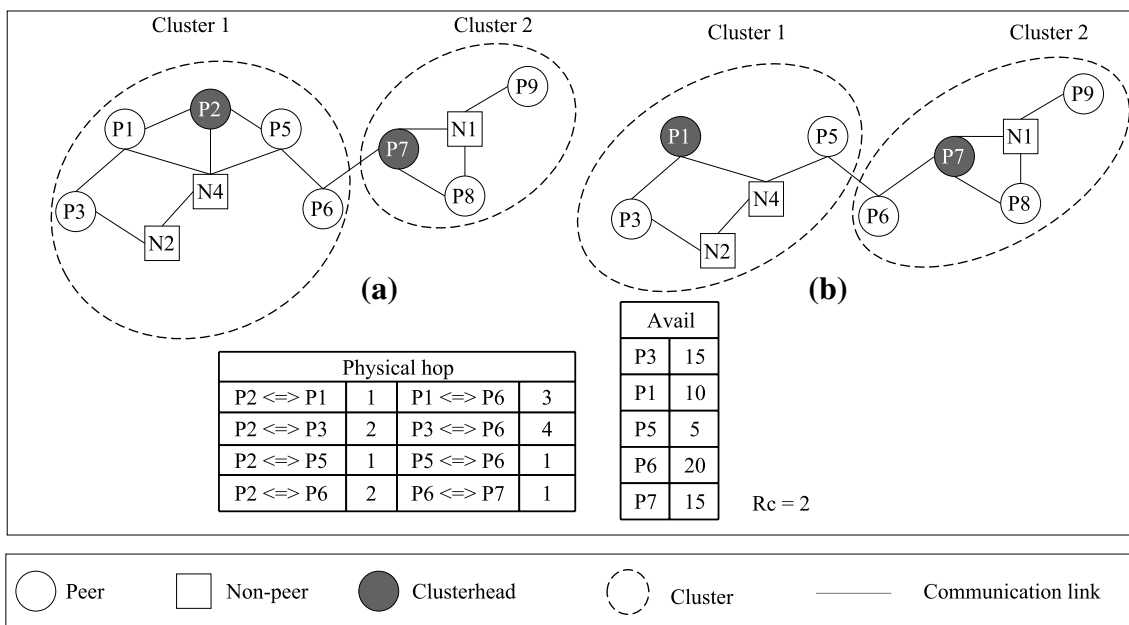 Cluster 1
Cluster 2
P9
P2
P1
P5
N1
P7
N4
P8
P3
P6
N2
(a)
Cluster 1
Cluster 2
P9
P1
P5
N1
P7
N4
P8
P3
P6
N2
(b)
Physical hop
P2 <=> P1 1 P1 <=> P6 3
P2 <=> P3 2 P3 <=> P6 4
P2 <=> P5 1 P5 <=> P6 1
P2 <=> P6 2 P6 <=> P7 1
Avail
P3 15
P1 10
P5 5
P6 20
P7 15
Rc = 2
Peer
Non-peer
Clusterhead
Cluster
Communication link